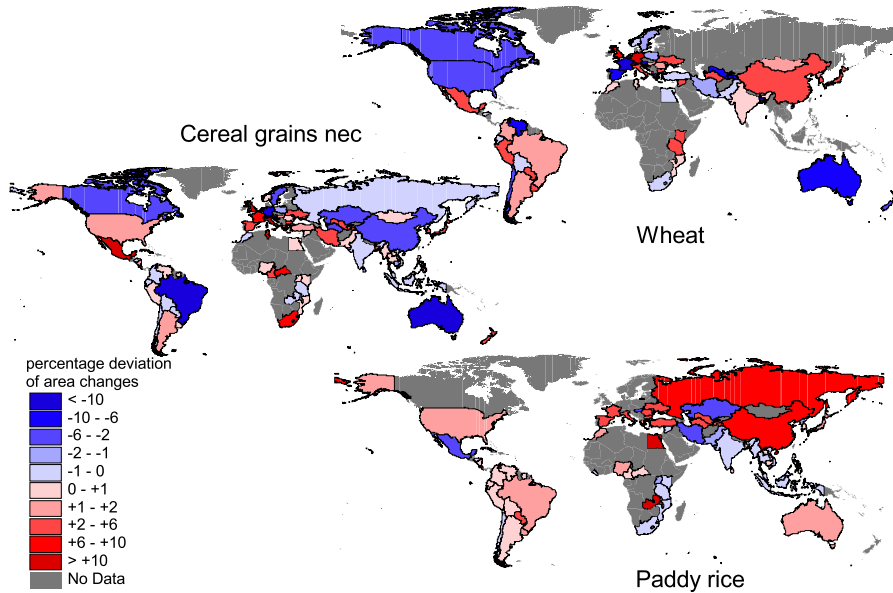 Cereal grains nec
Wheat
percentage deviation
of area changes
< -10
-10 - -6
-6 - -2
-2 - -1
-1 - 0
0 - +1
+1 - +2
+2 - +6
+6 - +10
> +10
No Data
Paddy rice